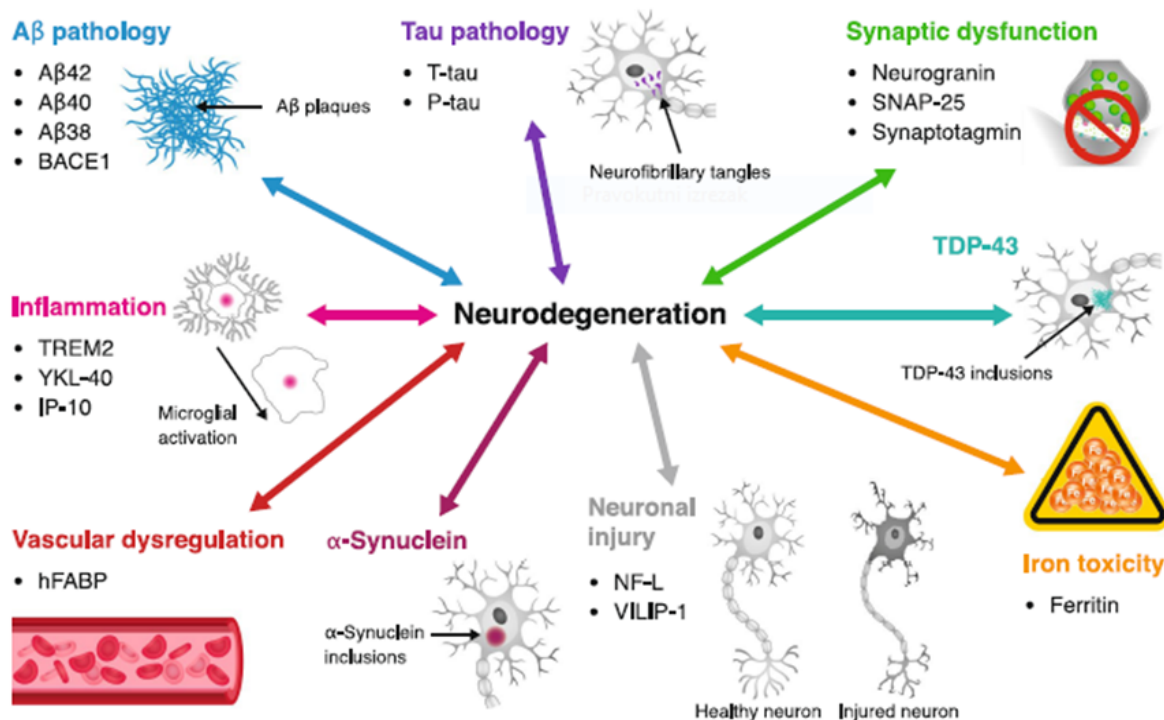 Aβ pathology
• Aβ42
• Aβ40
• Aβ38
• BACE1
Aβ plaques
Tau pathology
• T-tau
• P-tau
Neurofibrillary tangles
Pravokutni izrezak
Synaptic dysfunction
• Neurogranin
• SNAP-25
• Synaptotagmin
Inflammation
• TREM2
• YKL-40
• IP-10
Microglial
activation
Neurodegeneration
TDP-43
TDP-43 inclusions
Vascular dysregulation
• hFABP
α-Synuclein
α-Synuclein
inclusions
Neuronal
injury
• NF-L
• VILIP-1
Healthy neuron
Injured neuron
Iron toxicity
• Ferritin